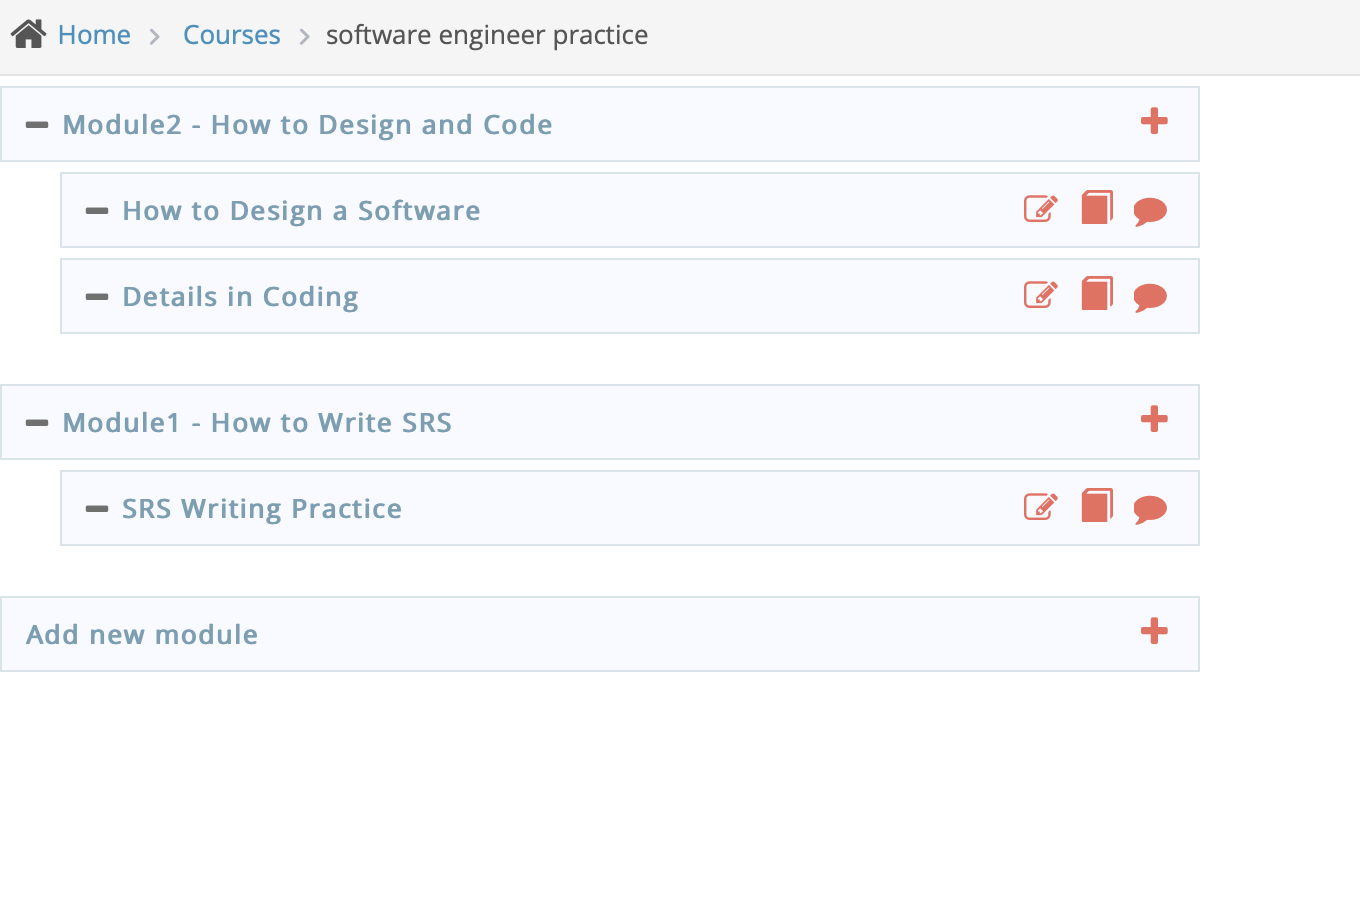 Home > Courses > software engineer practice
Module2 - How to Design and Code
How to Design a Software
Details in Coding
Module1 - How to Write SRS
SRS Writing Practice
Add new module